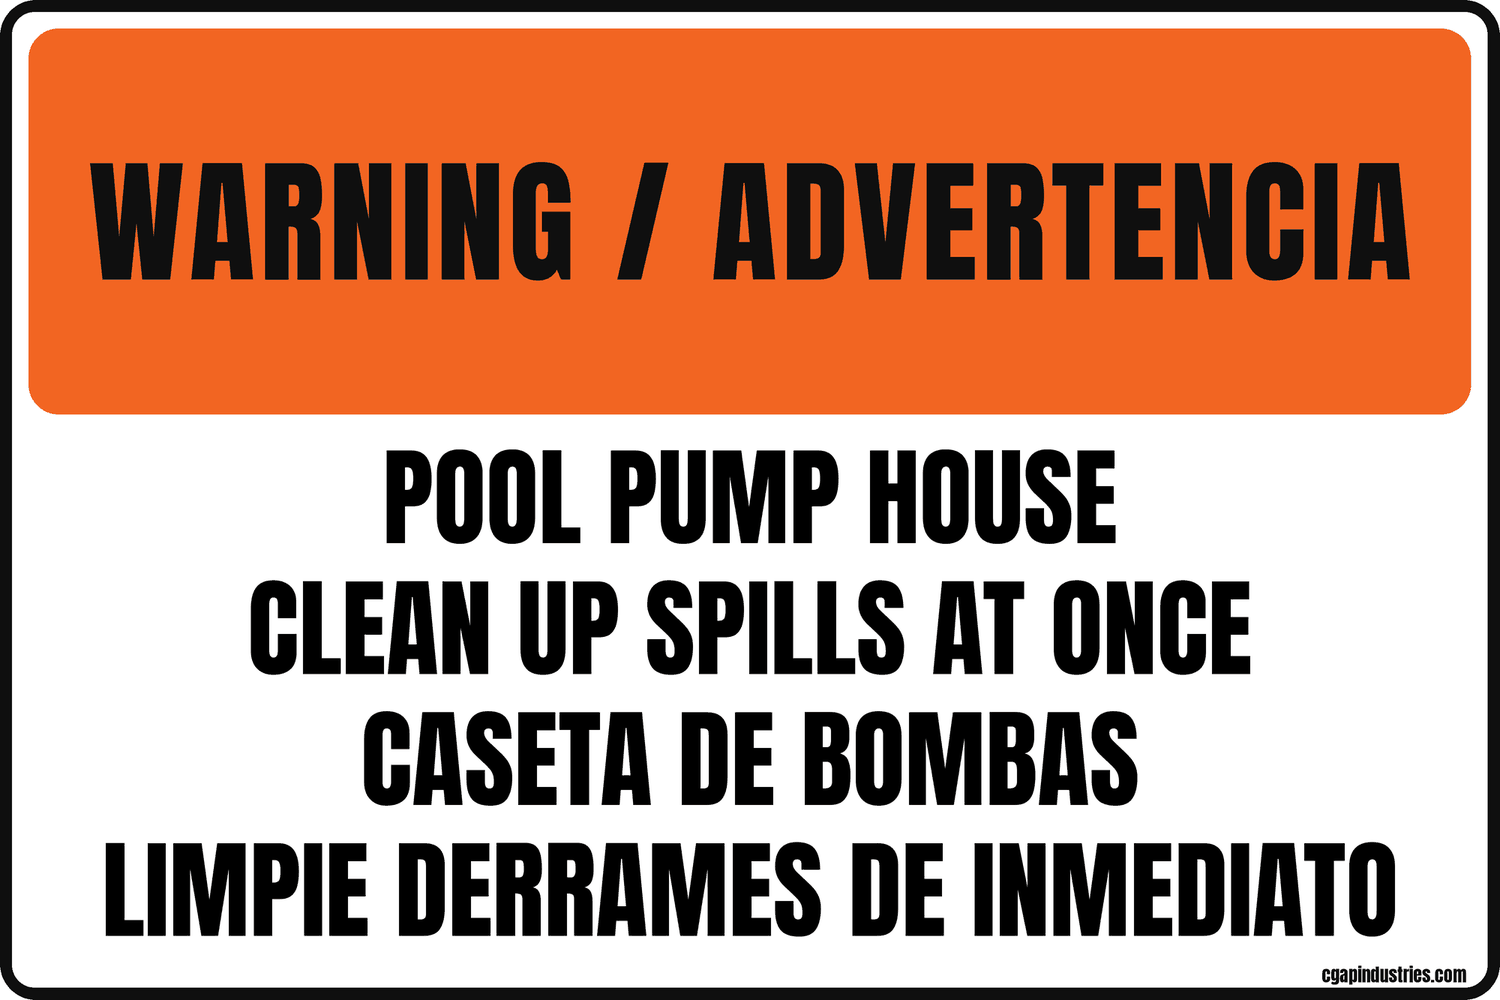 WARNING / ADVERTENCIA
POOL PUMP HOUSE
CLEAN UP SPILLS AT ONCE
CASETA DE BOMBAS
LIMPIE DERRAMES DE INMEDIATO
cgapindustries.com